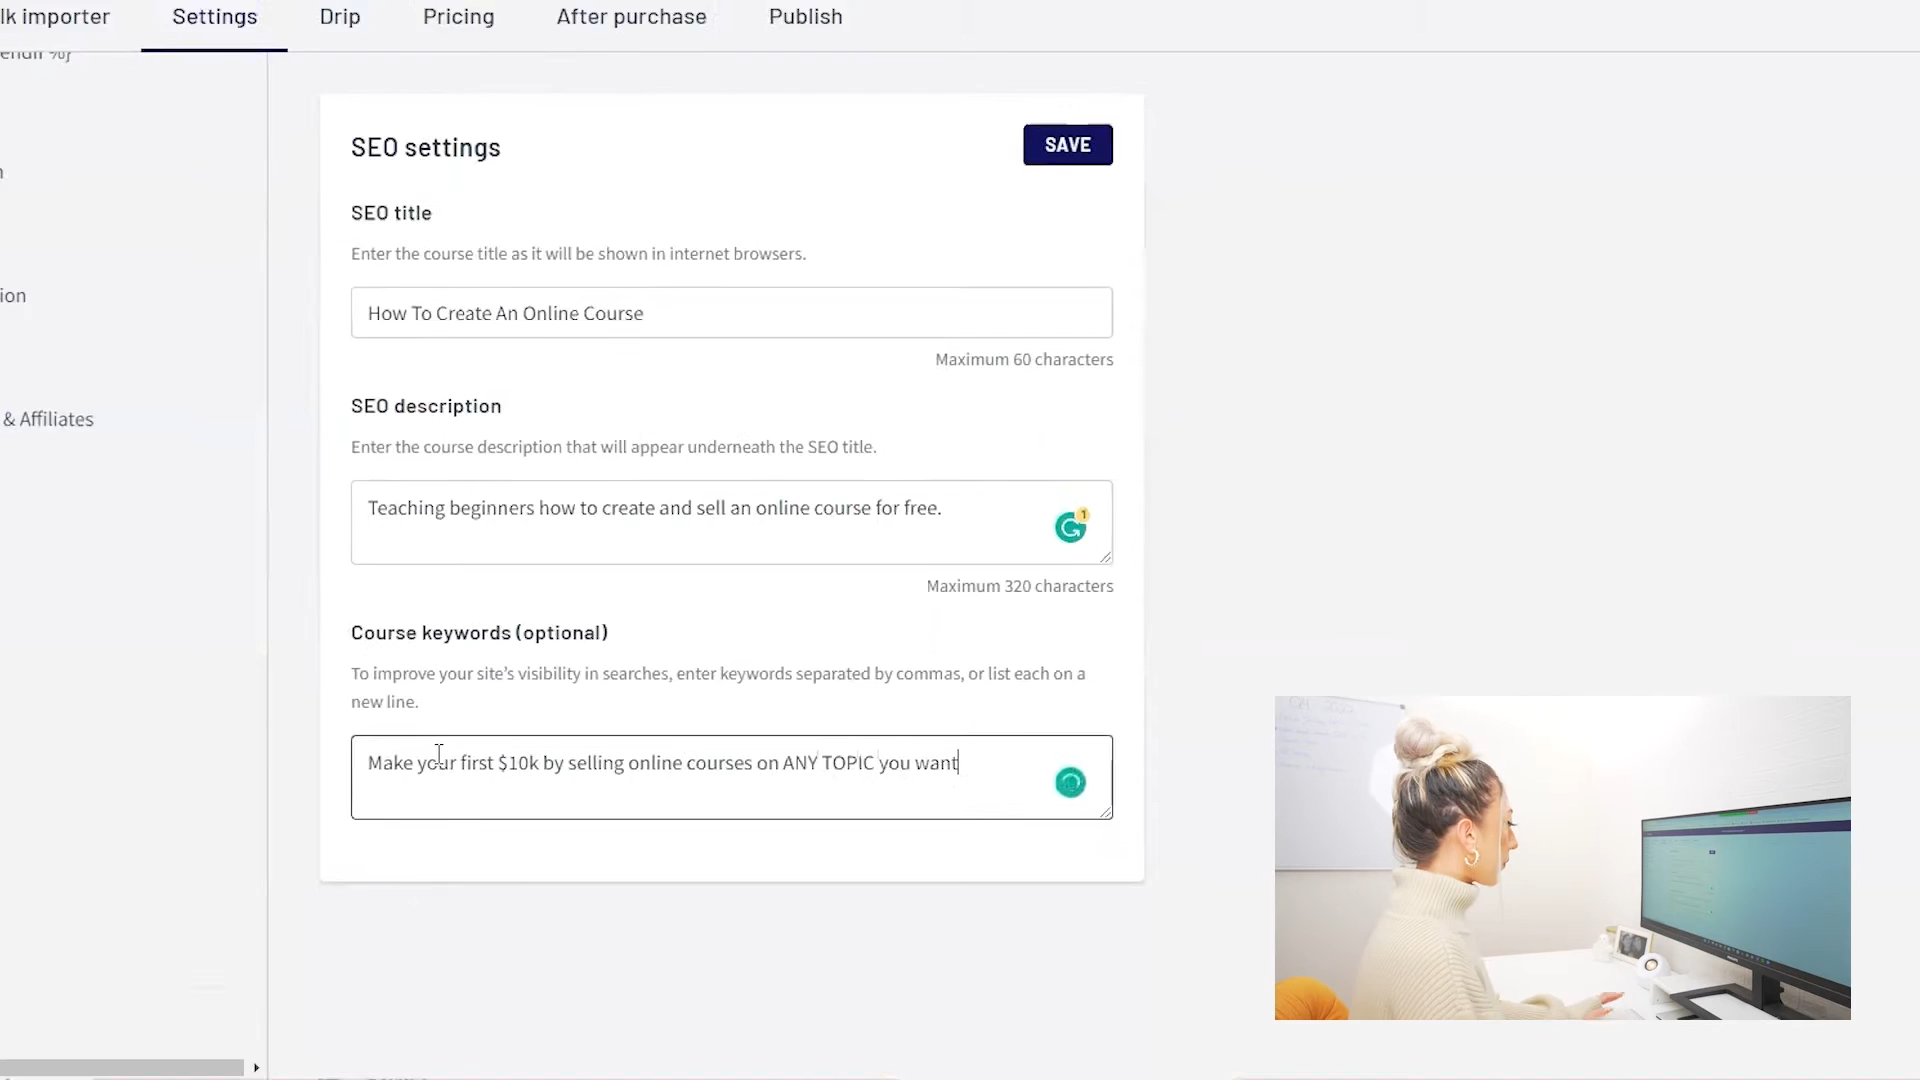 lk importer
Settings
Drip
Pricing
After purchase
Publish
SEO settings
SAVE
SEO title
Enter the course title as it will be shown in internet browsers.
How To Create An Online Course
Maximum 60 characters
ion
SEO description
Enter the course description that will appear underneath the SEO title.
& Affiliates
Teaching beginners how to create and sell an online course for free.
1
Maximum 320 characters
Course keywords (optional)
To improve your site's visibility in searches, enter keywords separated by commas, or list each on a
new line.
Make your first $10k by selling online courses on ANY TOPIC you want